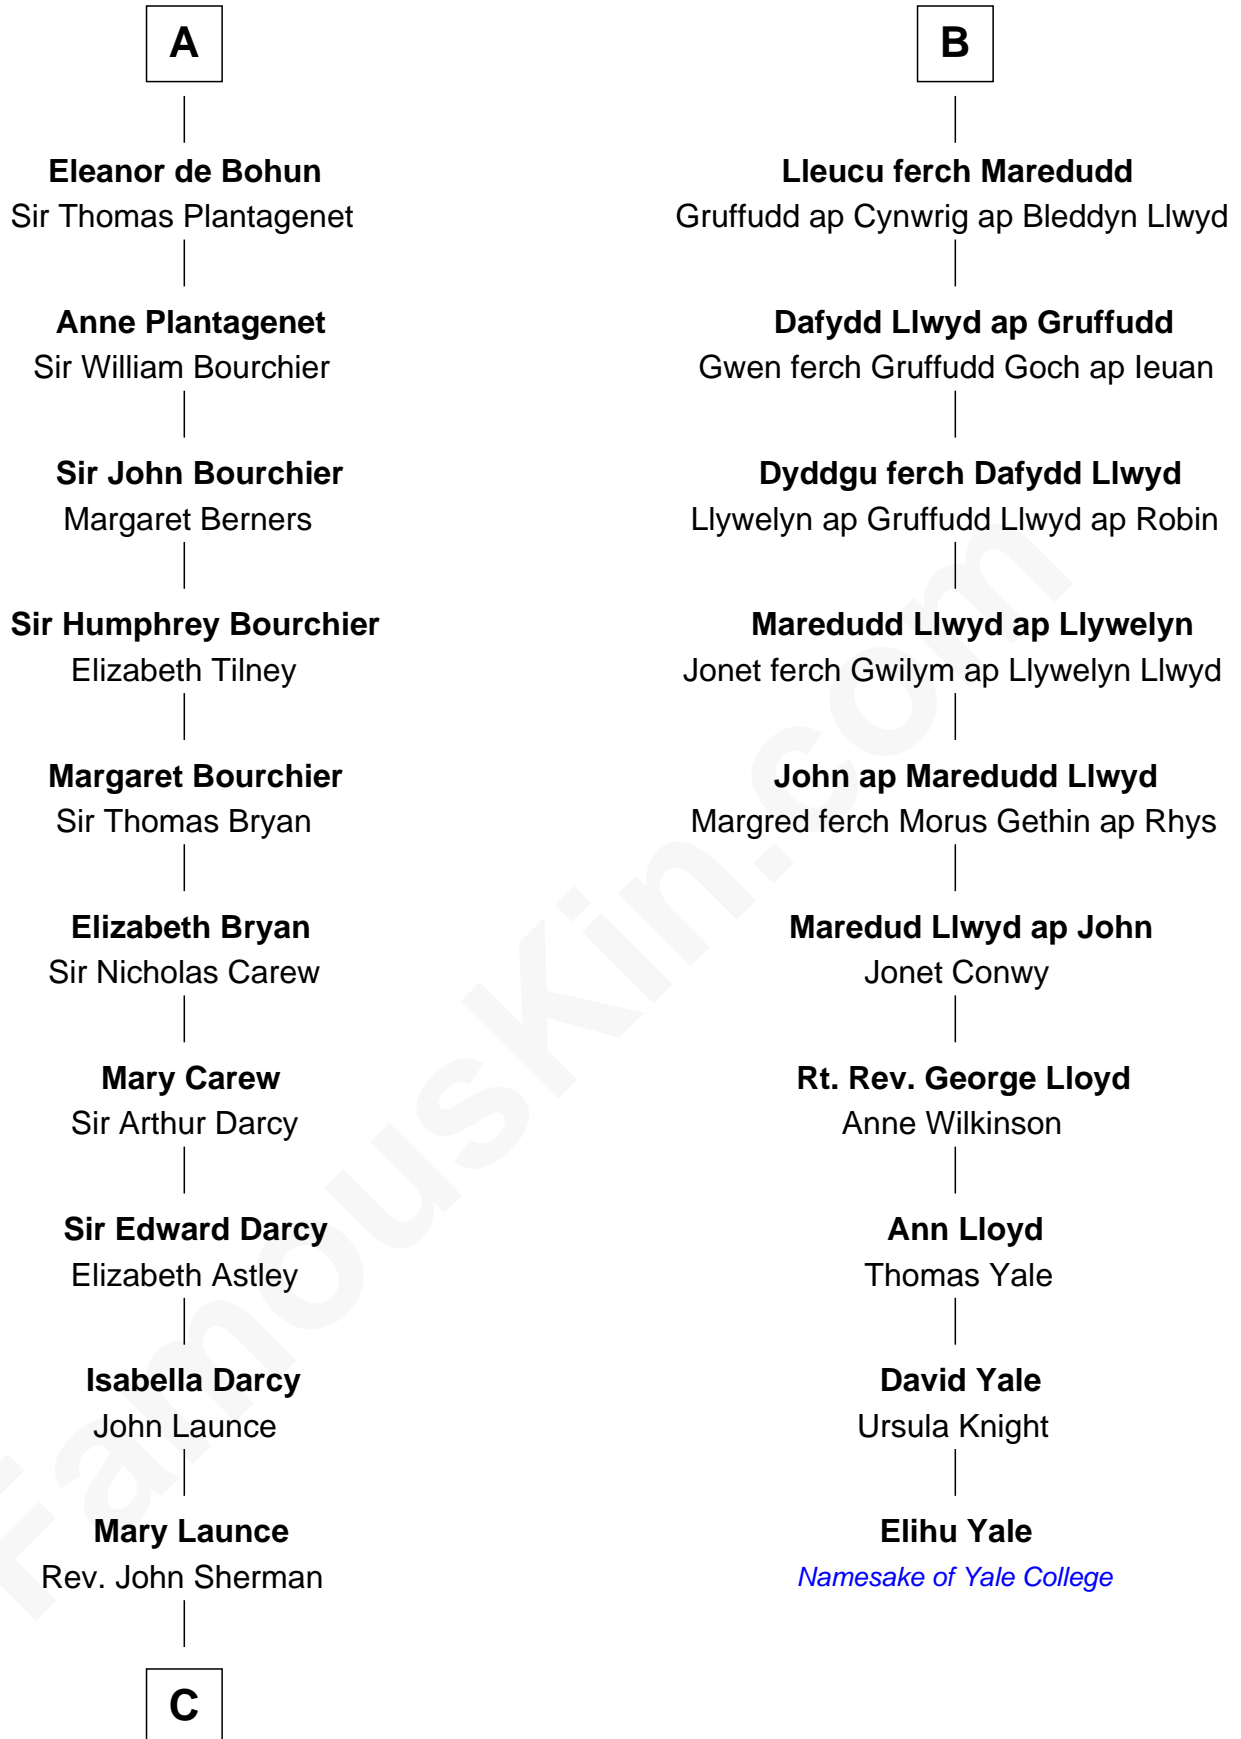 A
Eleanor de Bohun
Sir Thomas Plantagenet
Anne Plantagenet
Sir William Bourchier
Sir John Bourchier
Margaret Berners
Sir Humphrey Bourchier
Elizabeth Tilney
Margaret Bourchier
Sir Thomas Bryan
Elizabeth Bryan
Sir Nicholas Carew
Mary Carew
Sir Arthur Darcy
Sir Edward Darcy
Elizabeth Astley
Isabella Darcy
John Launce
Mary Launce
Rev. John Sherman
C
B
Lleucu ferch Maredudd
Gruffudd ap Cynwrig ap Bleddyn Llwyd
Dafydd Llwyd ap Gruffudd
Gwen ferch Gruffudd Goch ap Ieuan
Dyddgu ferch Dafydd Llwyd
Llywelyn ap Gruffudd Llwyd ap Robin
Maredudd Llwyd ap Llywelyn
Jonet ferch Gwilym ap Llywelyn Llwyd
John ap Maredudd Llwyd
Margred ferch Morus Gethin ap Rhys
Maredud Llwyd ap John
Jonet Conwy
Rt. Rev. George Lloyd
Anne Wilkinson
Ann Lloyd
Thomas Yale
David Yale
Ursula Knight
Elihu Yale
Namesake of Yale College
FamousKin.com